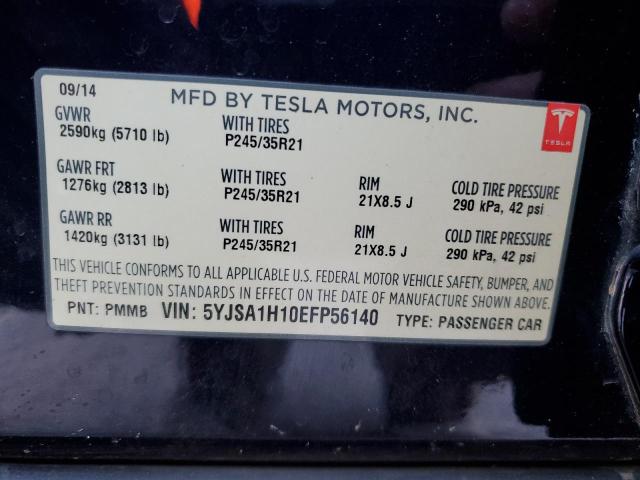 09/14 MFD BY TESLA MOTORS, INC.
TESLA
GVWR WITH TIRES
2590kg (5710 lb) P245/35R21
GAWR FRT WITH TIRES RIM COLD TIRE PRESSURE
1276kg (2813 lb) P245/35R21 21X8.5 J 290 kPa, 42 psi
GAWR RR WITH TIRES RIM COLD TIRE PRESSURE
1420kg (3131 lb) P245/35R21 21X8.5 J 290 kPa, 42 psi
THIS VEHICLE CONFORMS TO ALL APPLICABLE U.S. FEDERAL MOTOR VEHICLE SAFETY, BUMPER, AND
THEFT PREVENTION STANDARDS IN EFFECT ON THE DATE OF MANUFACTURE SHOWN ABOVE.
PNT: PMMB VIN: 5YJSA1H10EFP56140 TYPE: PASSENGER CAR